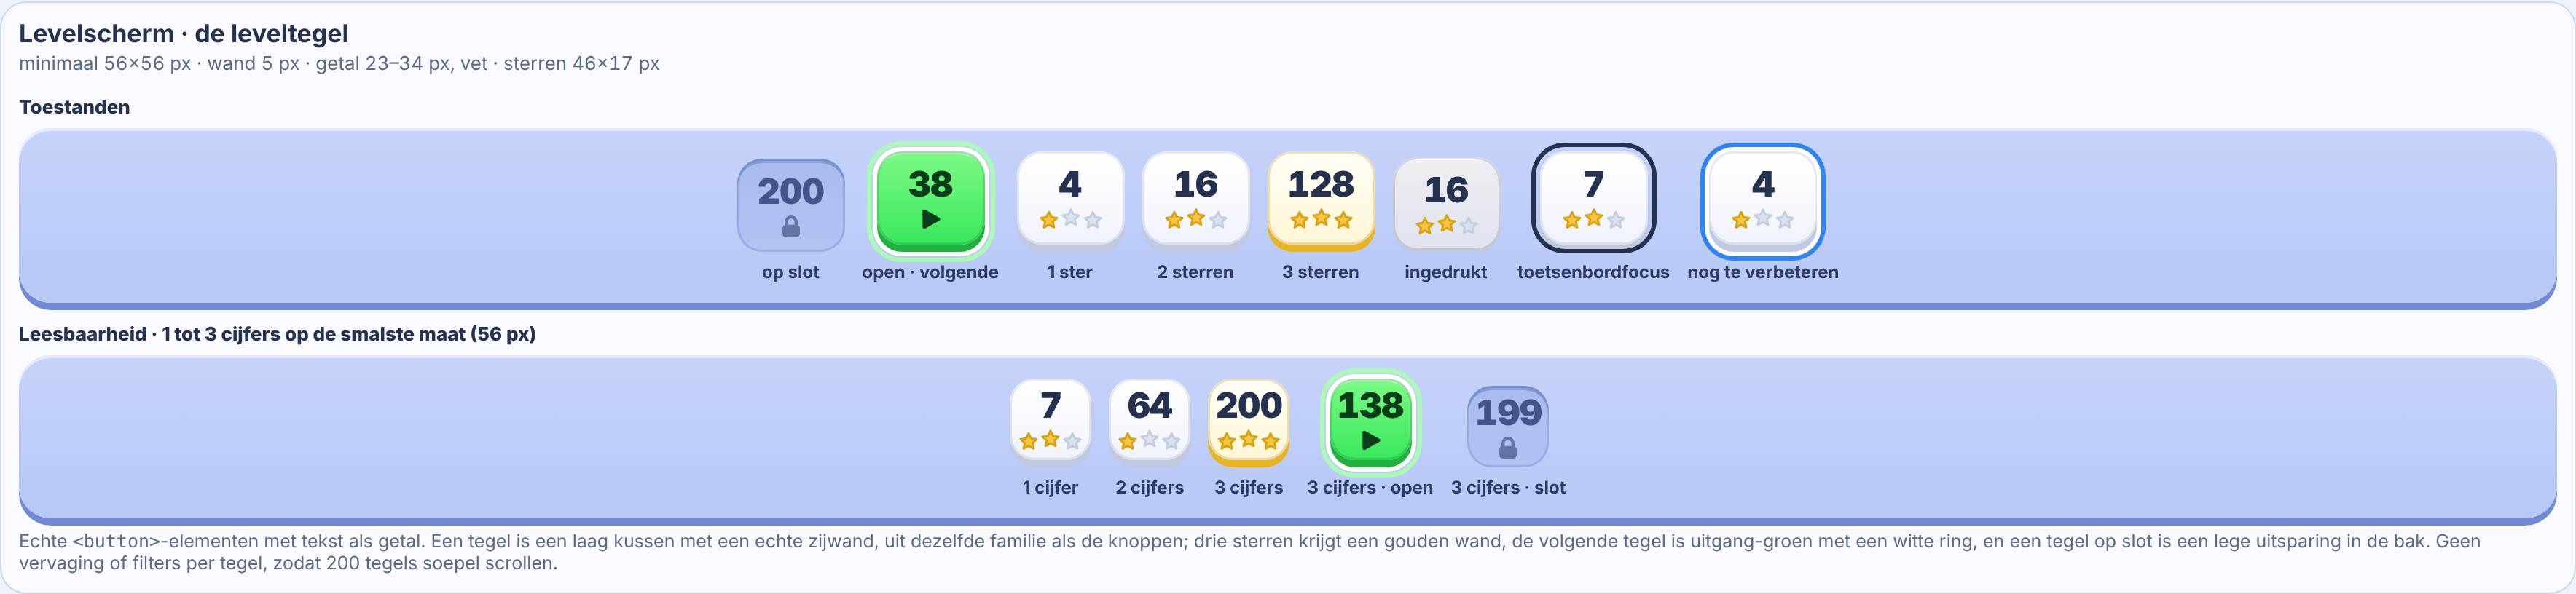 Levelscherm · de leveltegel
minimaal 56×56 px · wand 5 px · getal 23–34 px, vet · sterren 46×17 px
Toestanden
200 38 4 16 128 16 7 4
op slot open · volgende 1 ster 2 sterren 3 sterren ingedrukt toetsenbordfocus nog te verbeteren
Leesbaarheid · 1 tot 3 cijfers op de smalste maat (56 px)
7 64 200 138 199
1 cijfer 2 cijfers 3 cijfers 3 cijfers · open 3 cijfers · slot
Echte <button>-elementen met tekst als getal. Een tegel is een laag kussen met een echte zijwand, uit dezelfde familie als de knoppen; drie sterren krijgt een gouden wand, de volgende tegel is uitgang-groen met een witte ring, en een tegel op slot is een lege uitsparing in de bak. Geen
vervaging of filters per tegel, zodat 200 tegels soepel scrollen.